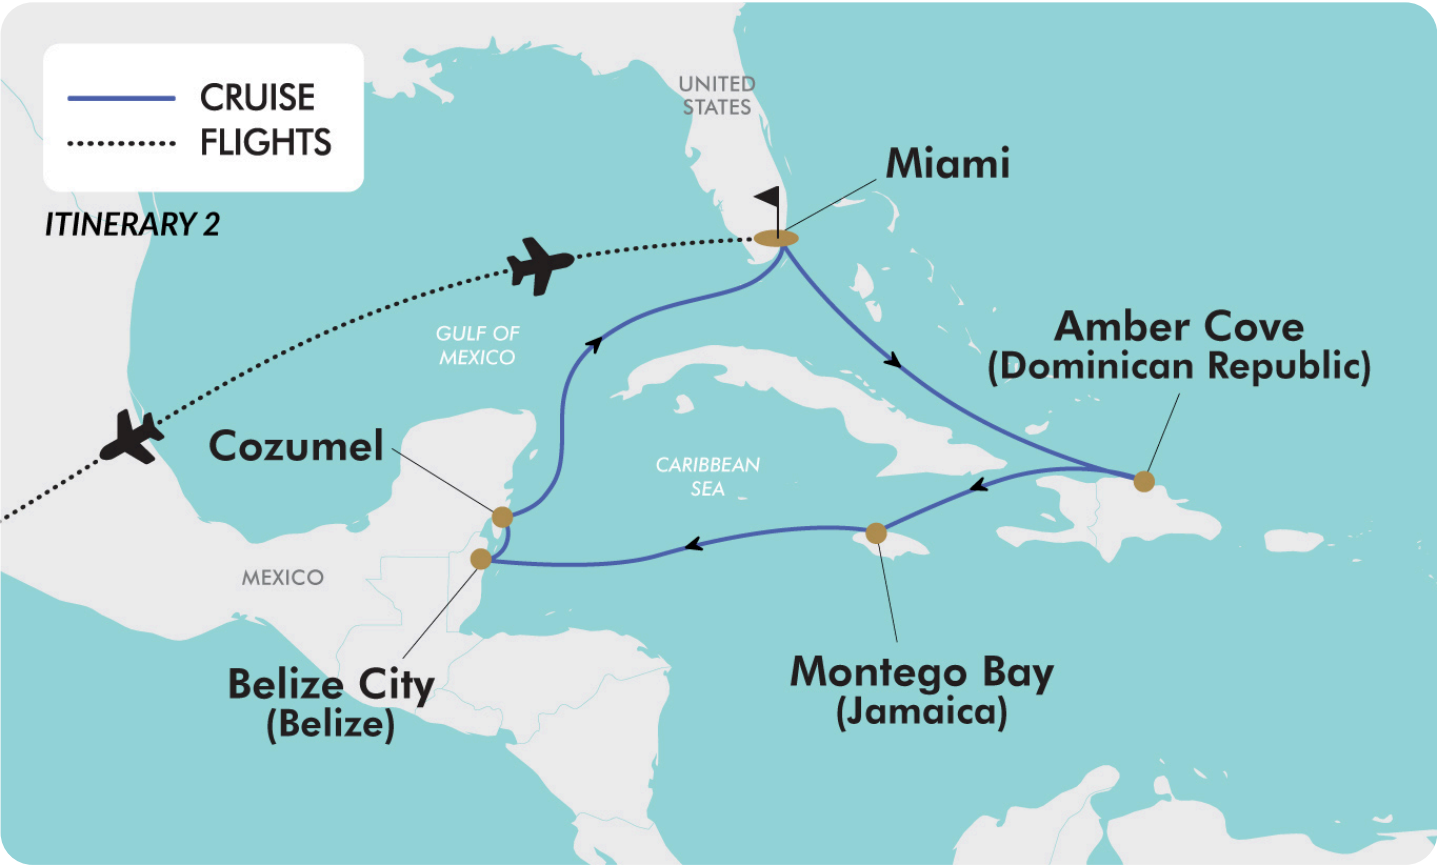 CRUISE
FLIGHTS
ITINERARY 2
UNITED
STATES
Miami
GULF OF
MEXICO
Amber Cove
(Dominican Republic)
Cozumel
CARIBBEAN
SEA
MEXICO
Belize City
(Belize)
Montego Bay
(Jamaica)